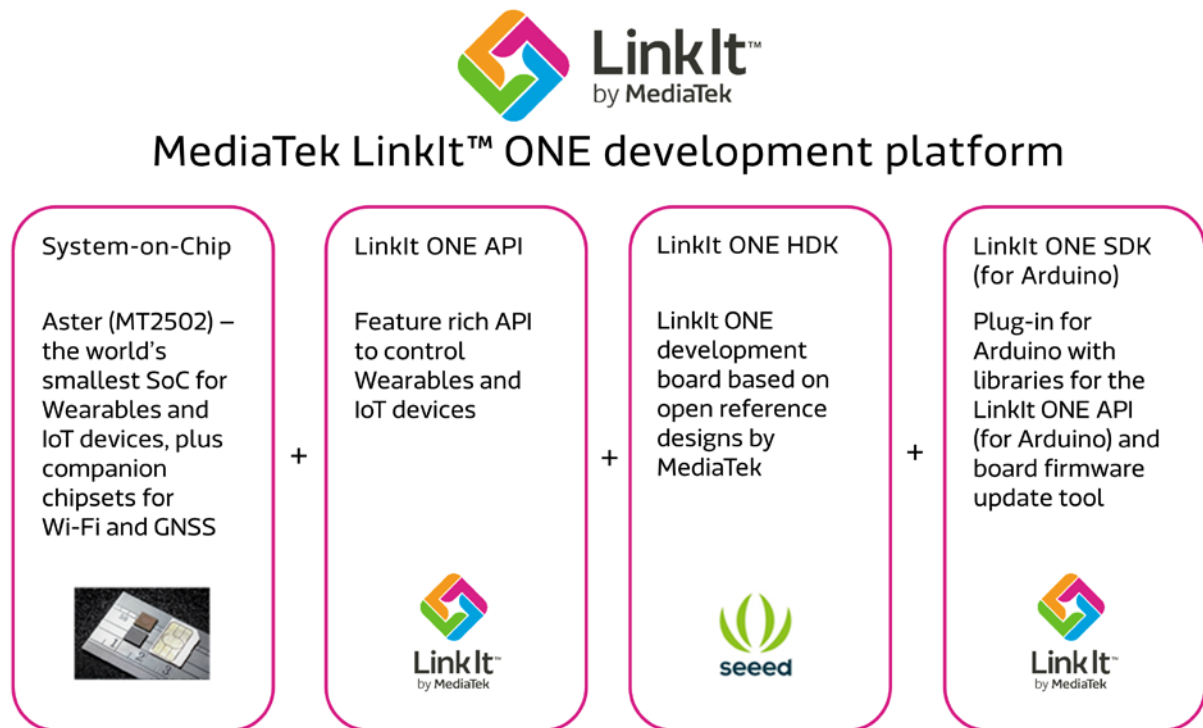 LinkIt™
by MediaTek
MediaTek LinkIt™ ONE development platform
System-on-Chip
Aster (MT2502) –
the world's
smallest SoC for
Wearables and
IoT devices, plus
companion
chipsets for
Wi-Fi and GNSS
1 2 3
+
LinkIt ONE API
Feature rich API
to control
Wearables and
IoT devices
LinkIt™
by MediaTek
+
LinkIt ONE HDK
LinkIt ONE
development
board based on
open reference
designs by
MediaTek
seeed
+
LinkIt ONE SDK
(for Arduino)
Plug-in for
Arduino with
libraries for the
LinkIt ONE API
(for Arduino) and
board firmware
update tool
LinkIt™
by MediaTek